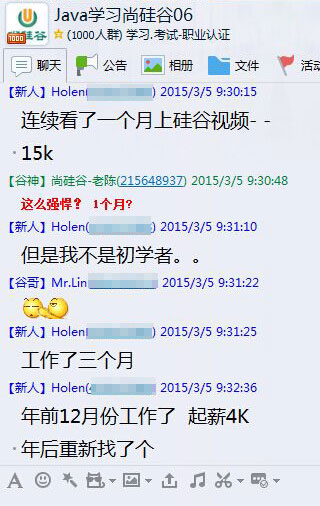 Java学习尚硅谷06
硅谷
1000
(1000人群) 学习.考试-职业认证
聊天 公告 相册 文件 活动
【新人】Holen( 2015/3/5 9:30:15
连续看了一个月上硅谷视频- -
15k
【谷神】尚硅谷-老陈(215648937) 2015/3/5 9:30:48
这么强悍? 1个月?
【新人】Holen( ) 2015/3/5 9:31:10
但是我不是初学者。。
【谷哥】Mr.Lin 2015/3/5 9:31:22
【新人】Holen( ) 2015/3/5 9:31:25
工作了三个月
【新人】Holen( ) 2015/3/5 9:32:36
年前12月份工作了 起薪4K
年后重新找了个